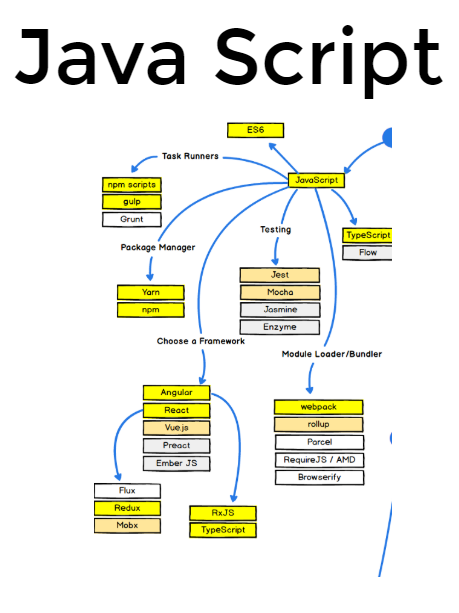 Java Script
ES6
Task Runners
JavaScript
npm scripts
gulp
Grunt
Testing
TypeScript
Flow
Package Manager
Jest
Mocha
Jasmine
Enzyme
Yarn
npm
Choose a Framework
Module Loader/Bundler
Angular
React
Vue.js
Preact
Ember JS
webpack
rollup
Parcel
RequireJS / AMD
Browserify
Flux
Redux
Mobx
RxJS
TypeScript